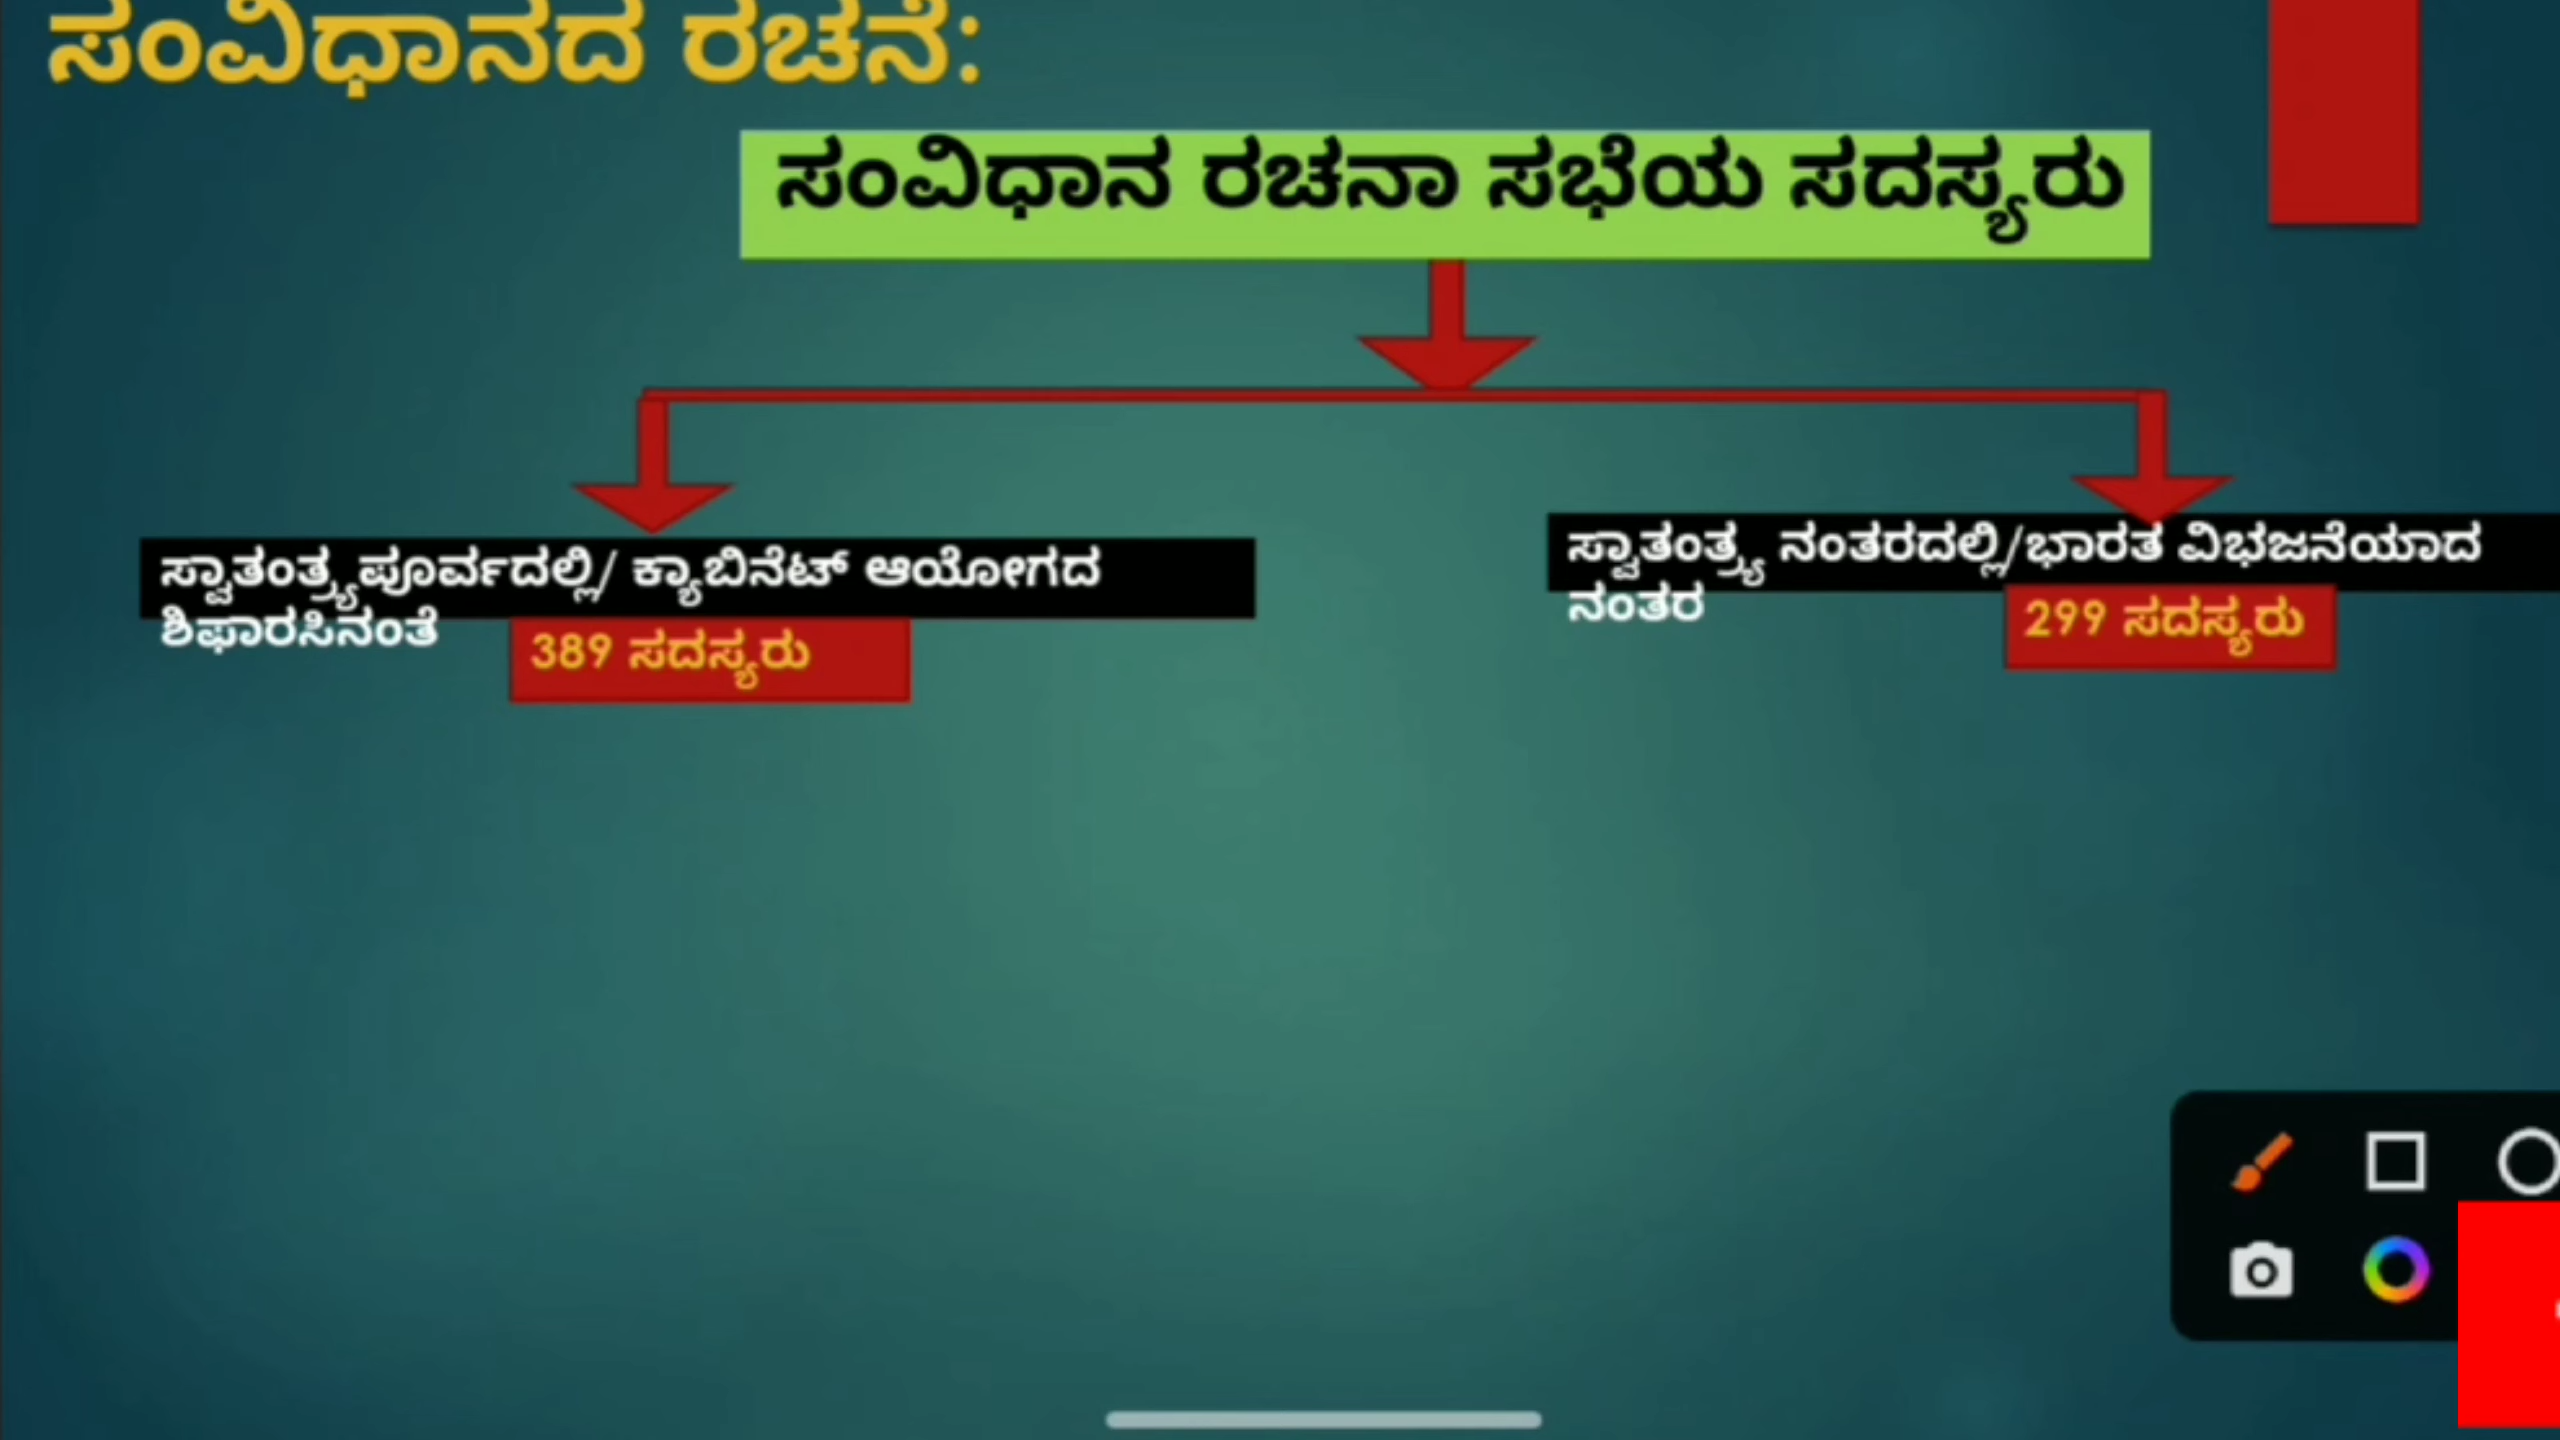 ಸಂವಿಧಾನದ ರಚನೆ:
ಸಂವಿಧಾನ ರಚನಾ ಸಭೆಯ ಸದಸ್ಯರು
ಸ್ವಾತಂತ್ರ್ಯಪೂರ್ವದಲ್ಲಿ/ ಕ್ಯಾಬಿನೆಟ್ ಆಯೋಗದ
ಶಿಫಾರಸಿನಂತೆ
389 ಸದಸ್ಯರು
ಸ್ವಾತಂತ್ರ್ಯ ನಂತರದಲ್ಲಿ/ಭಾರತ ವಿಭಜನೆಯಾದ
ನಂತರ
299 ಸದಸ್ಯರು